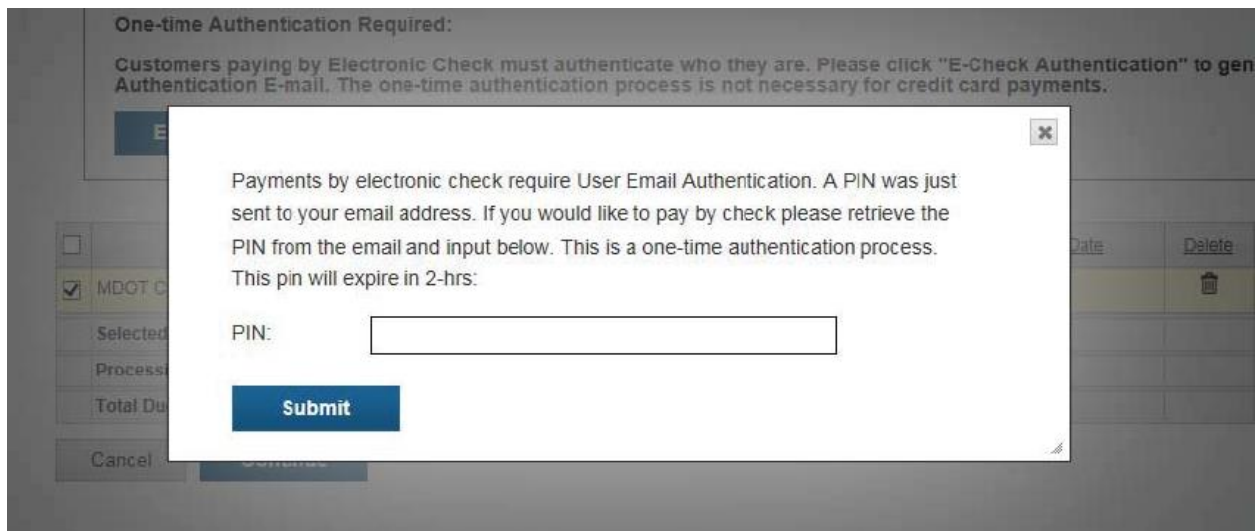 One-time Authentication Required:
Customers paying by Electronic Check must authenticate who they are. Please click "E-Check Authentication" to gen
Authentication E-mail. The one-time authentication process is not necessary for credit card payments.
E
Payments by electronic check require User Email Authentication. A PIN was just
sent to your email address. If you would like to pay by check please retrieve the
PIN from the email and input below. This is a one-time authentication process.
This pin will expire in 2-hrs:
Date Delete
MDOT C
Selected
PIN:
Processi
Total Du
Submit
Cancel Continue